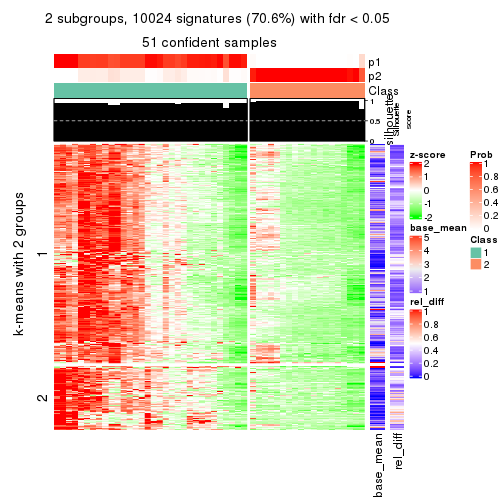 2 subgroups, 10024 signatures (70.6%) with fdr < 0.05
51 confident samples
p1
p2
Class
1
0.5
0
silhouette
Silhouette
score
k-means with 2 groups
1
2
base_mean
rel_diff
z-score
2
1
0
-1
-2
base_mean
5
4
3
2
1
rel_diff
1
0.8
0.6
0.4
0.2
0
Prob
1
0.8
0.6
0.4
0.2
0
Class
1
2